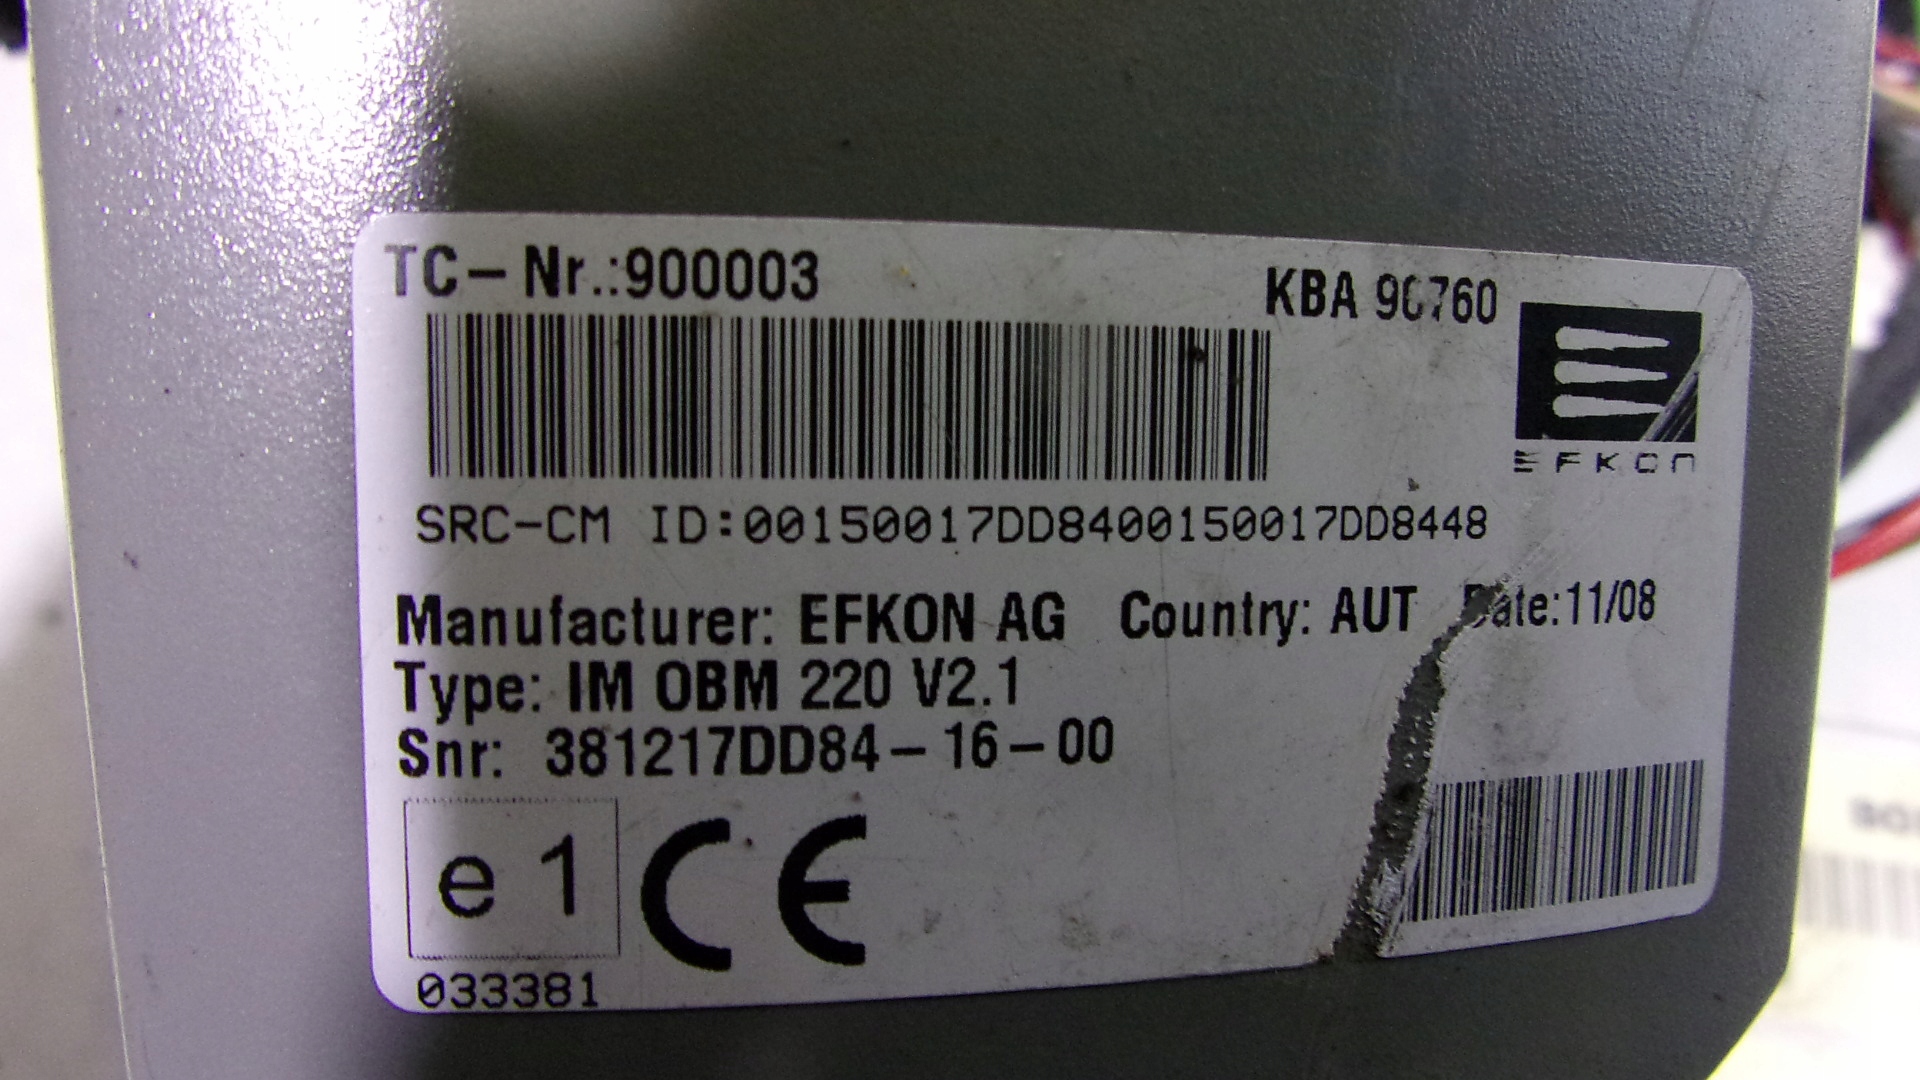 TC-Nr.:900003
KBA 90760
EFKON
SRC-CM ID:00150017DD8400150017DD8448
Manufacturer: EFKON AG Country: AUT Date:11/08
Type: IM OBM 220 V2.1
Snr: 381217DD84-16-00
e1 CE
033381